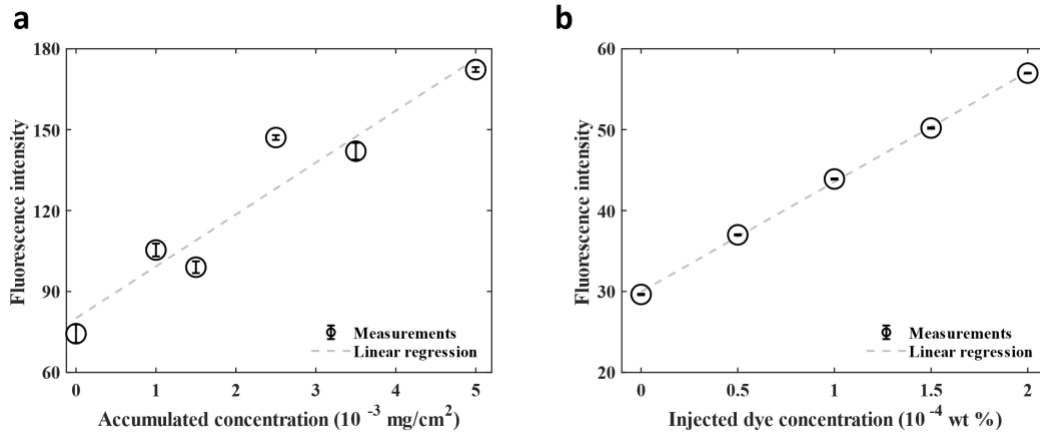 a
180
150
120
90
60
Fluorescence intensity
Measurements
Linear regression
0 1 2 3 4 5
Accumulated concentration (10 -3 mg/cm2)
b
60
50
40
30
20
Fluorescence intensity
Measurements
Linear regression
0 0.5 1 1.5 2
Injected dye concentration (10 -4 wt %)